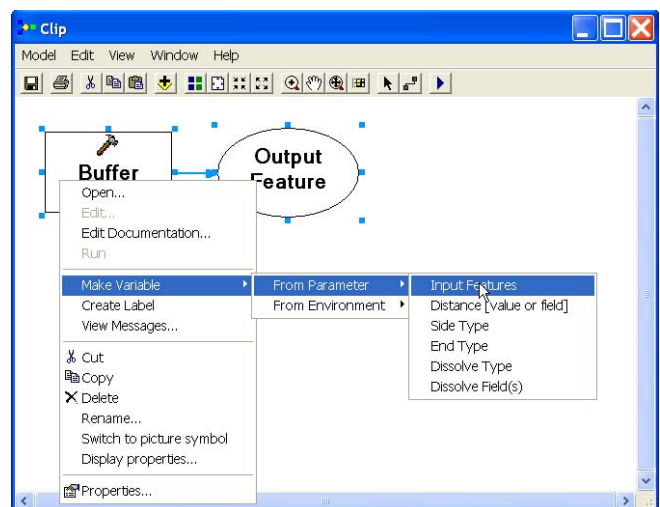 Clip
Model Edit View Window Help
Buffer
Output
Feature
Open...
Edit...
Edit Documentation...
Run
Make Variable
From Parameter
Input Features
Create Label
From Environment
Distance [value or field]
View Messages...
Side Type
End Type
Cut
Dissolve Type
Copy
Dissolve Field(s)
Delete
Rename...
Switch to picture symbol
Display properties...
Properties...